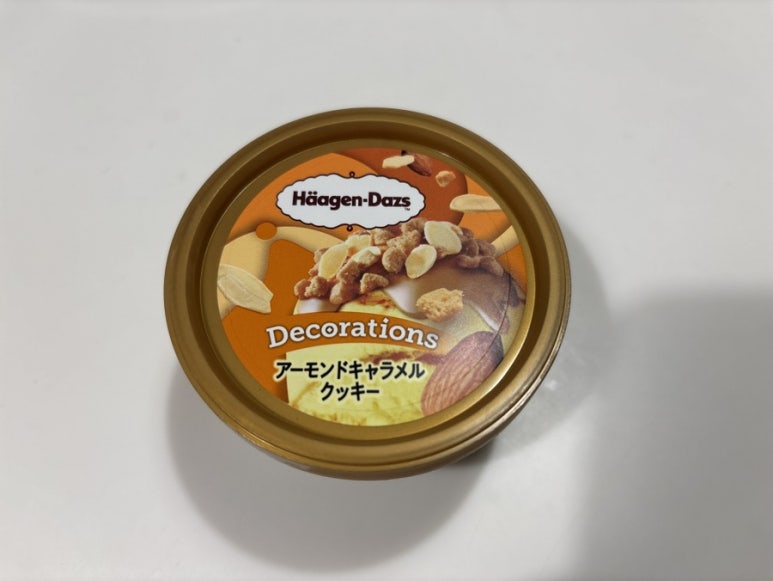 Häagen-Dazs
Decorations
アーモンドキャラメル
クッキー